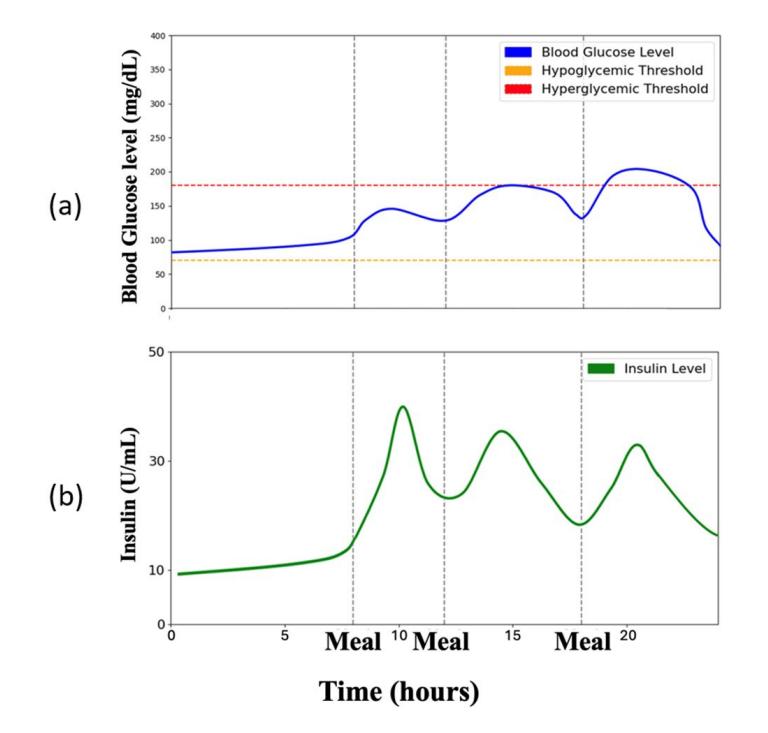 400
350
300
250
200
150
100
50
0
Blood Glucose level (mg/dL)
(a)
Blood Glucose Level
Hypoglycemic Threshold
Hyperglycemic Threshold
50
30
10
0
Insulin (U/mL)
(b)
Insulin Level
0 5 10 15 20
Meal Meal Meal
Time (hours)